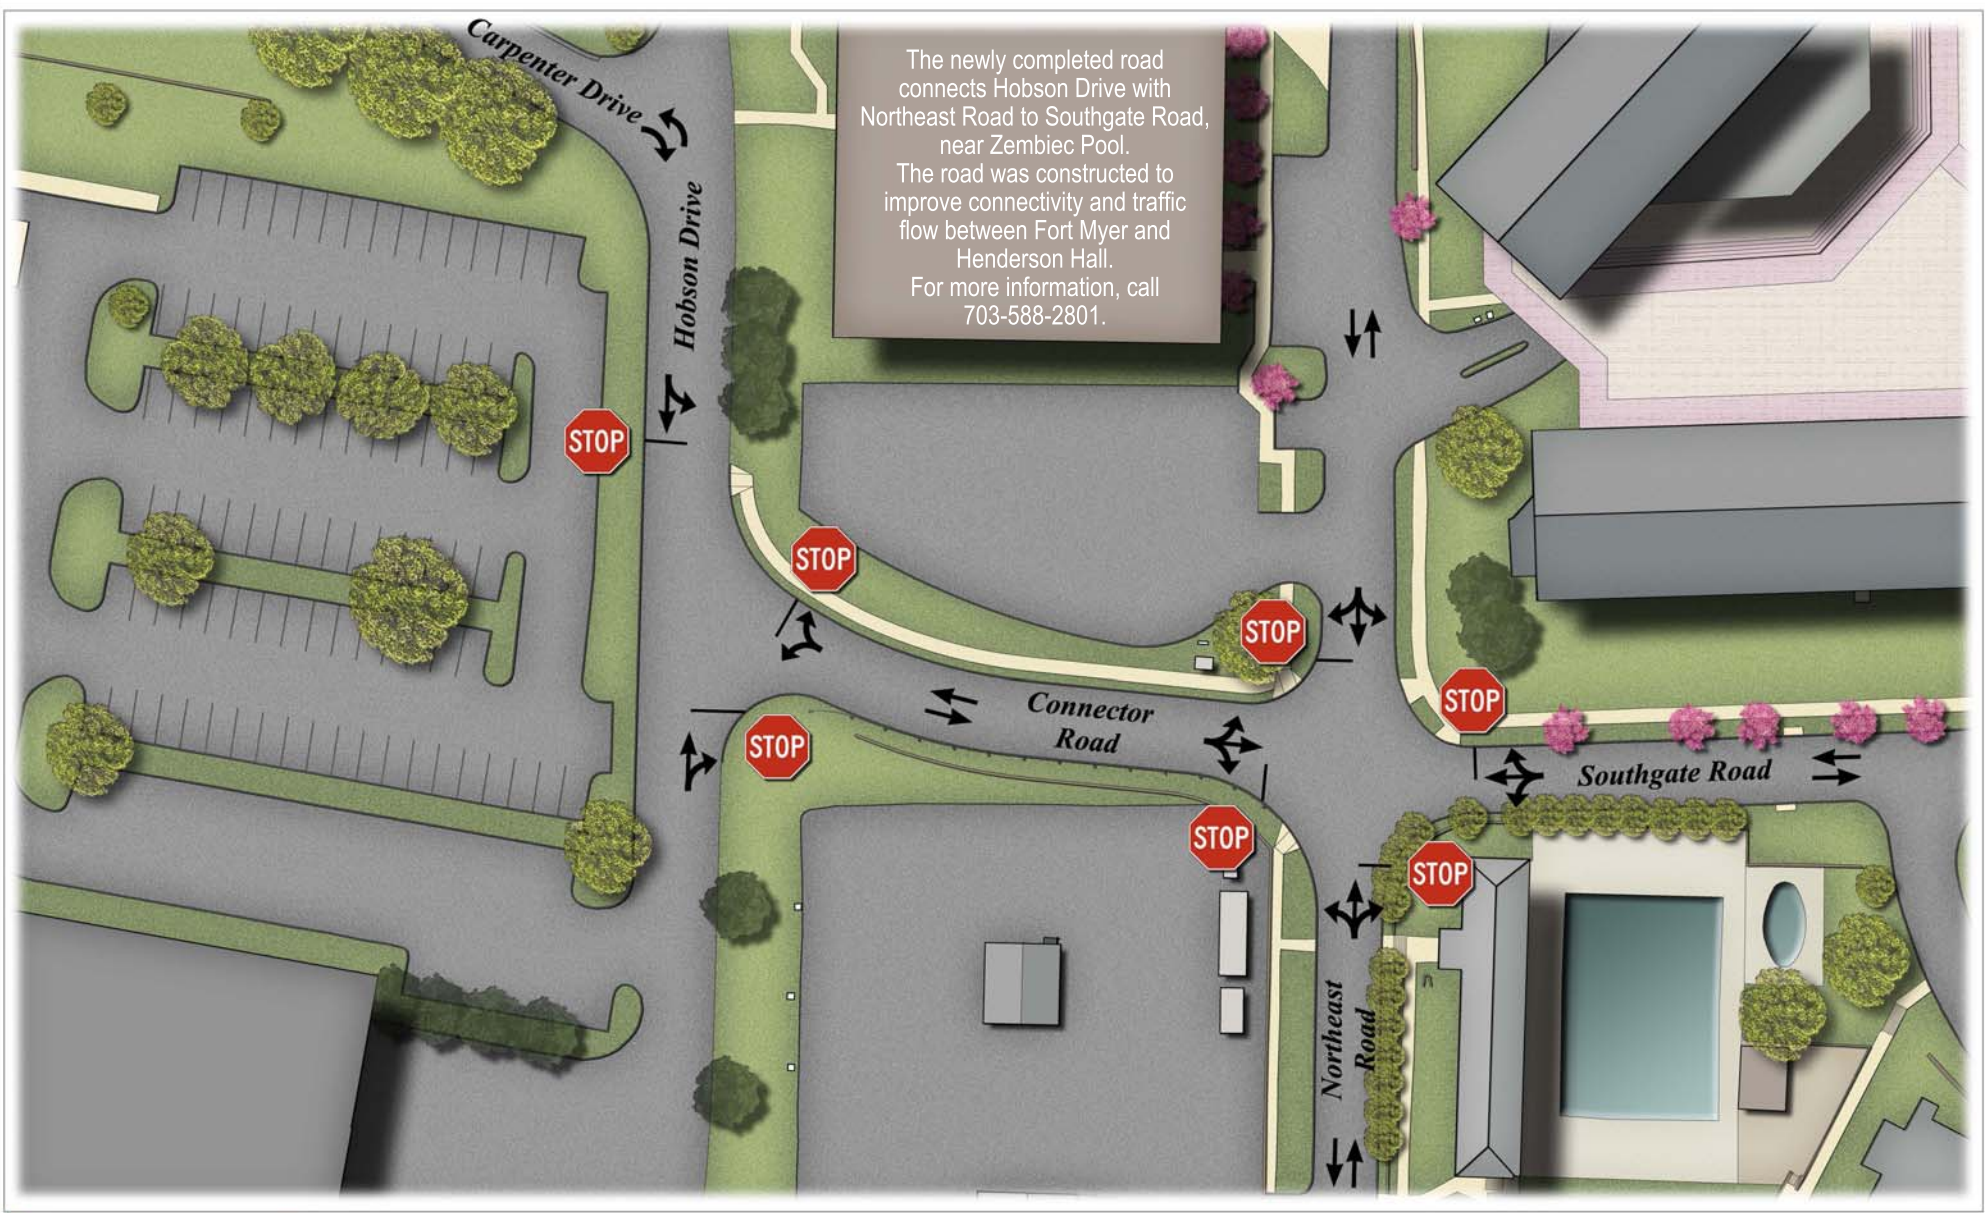 Carpenter Drive
The newly completed road
connects Hobson Drive with
Northeast Road to Southgate Road,
near Zembiec Pool.
The road was constructed to
improve connectivity and traffic
flow between Fort Myer and
Henderson Hall.
For more information, call
703-588-2801.
Hobson Drive
STOP
STOP
STOP
STOP
Connector
Road
STOP
Southgate Road
STOP
STOP
Northeast
Road